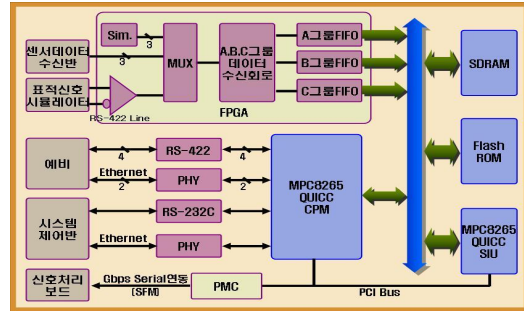 Sim.
3
센서데이터
수신반
3
MUX
A,B,C그룹
데이터
수신회로
A그룹FIFO
B그룹FIFO
C그룹FIFO
표적신호
시뮬레이터
RS-422 Line
FPGA
SDRAM
예비
4
RS-422
4
Ethernet
2
PHY
2
MPC8265
QUICC
CPM
Flash
ROM
시스템
제어반
RS-232C
Ethernet
PHY
MPC8265
QUICC
SIU
신호처리
보드
Gbps Serial연동
(SFM)
PMC
PCI Bus